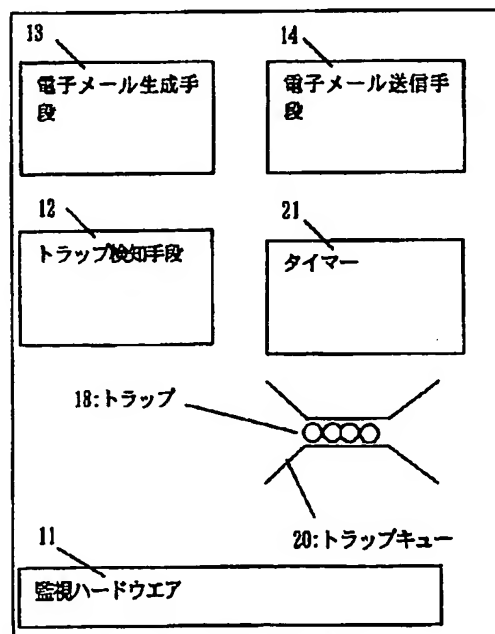 13
電子メール生成手
段
14
電子メール送信手
段
12
トラップ検知手段
21
タイマー
18:トラップ
20:トラップキュー
11
監視ハードウエア